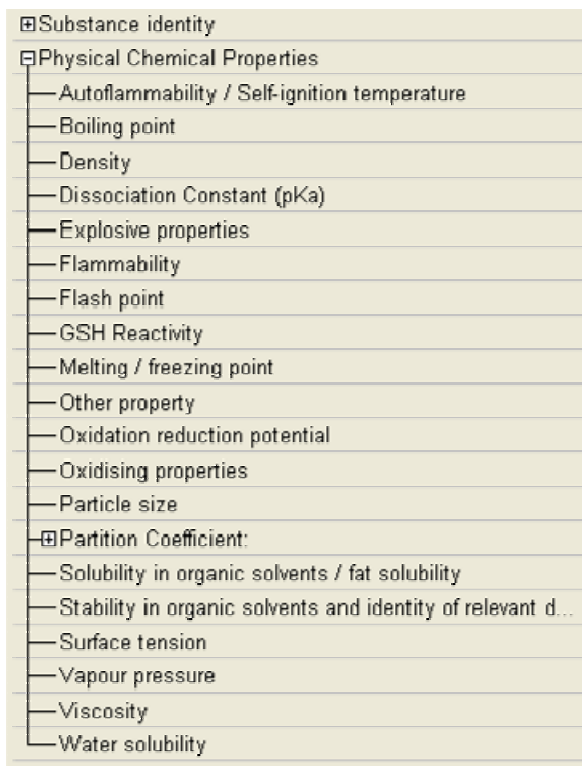 Substance identity
Physical Chemical Properties
Autoflammability / Self-ignition temperature
Boiling point
Density
Dissociation Constant (pKa)
Explosive properties
Flammability
Flash point
GSH Reactivity
Melting / freezing point
Other property
Oxidation reduction potential
Oxidising properties
Particle size
Partition Coefficient:
Solubility in organic solvents / fat solubility
Stability in organic solvents and identity of relevant d...
Surface tension
Vapour pressure
Viscosity
Water solubility